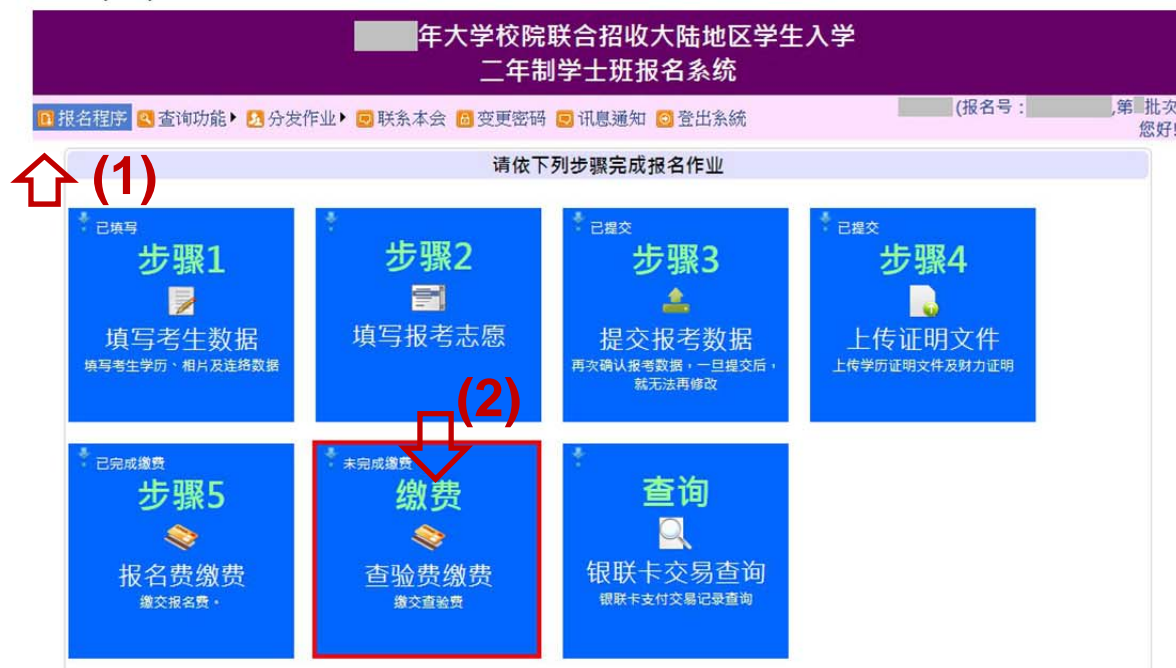 年大学校院联合招收大陆地区学生入学
二年制学士班报名系统
报名程序 查询功能 分发作业 联系本会 变更密码 讯息通知 登出系統
(报名号： ,第 批次
您好!
(1)
请依下列步骤完成报名作业
已填写
步骤1
填写考生数据
填写考生学历、相片及连络数据
步骤2
填写报考志愿
已提交
步骤3
提交报考数据
再次确认报考数据，一旦提交后，
就无法再修改
已提交
步骤4
上传证明文件
上传学历证明文件及财力证明
(2)
已完成缴费
步骤5
报名费缴费
缴交报名费。
未完成缴费
缴费
查验费缴费
缴交查验费
查询
银联卡交易查询
银联卡支付交易记录查询